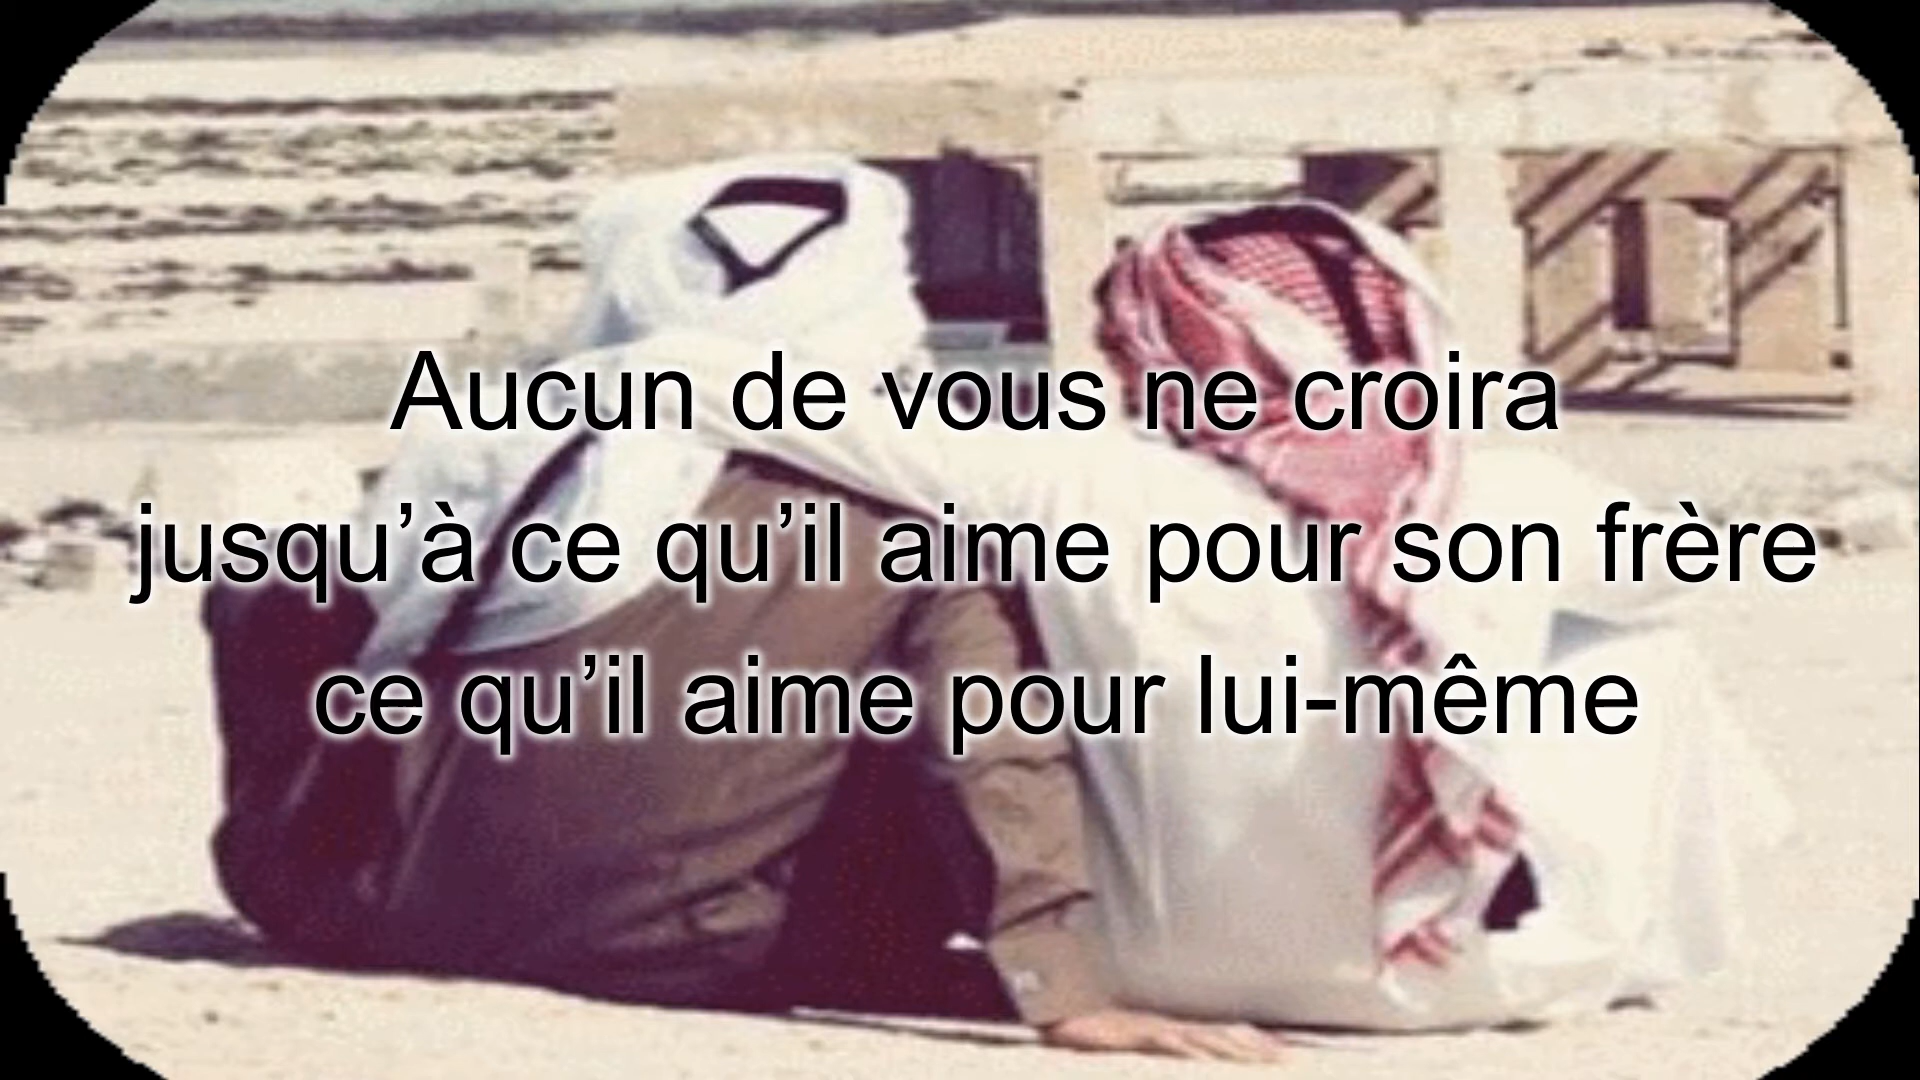 Aucun de vous ne croira
jusqu’à ce qu’il aime pour son frère
ce qu’il aime pour lui-même